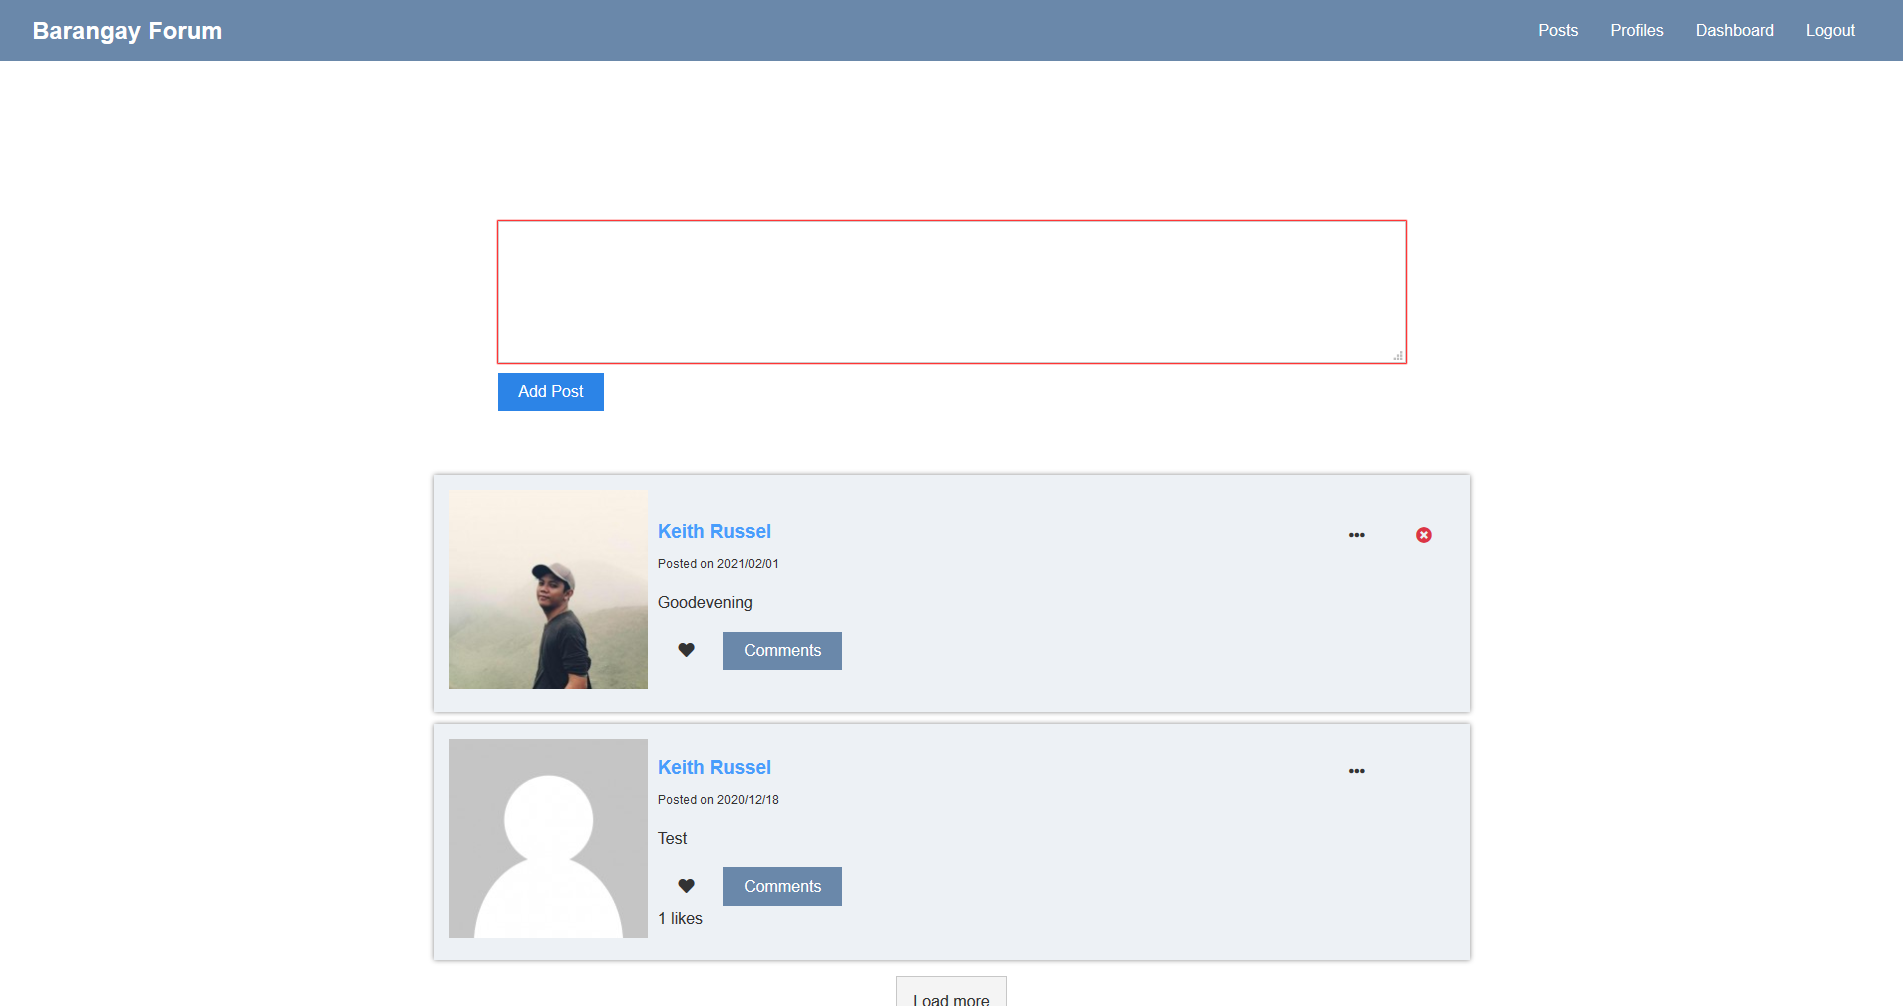 Barangay Forum
Posts Profiles Dashboard Logout
Add Post
Keith Russel
Posted on 2021/02/01
Goodevening
Comments
Keith Russel
Posted on 2020/12/18
Test
Comments
1 likes
Load more